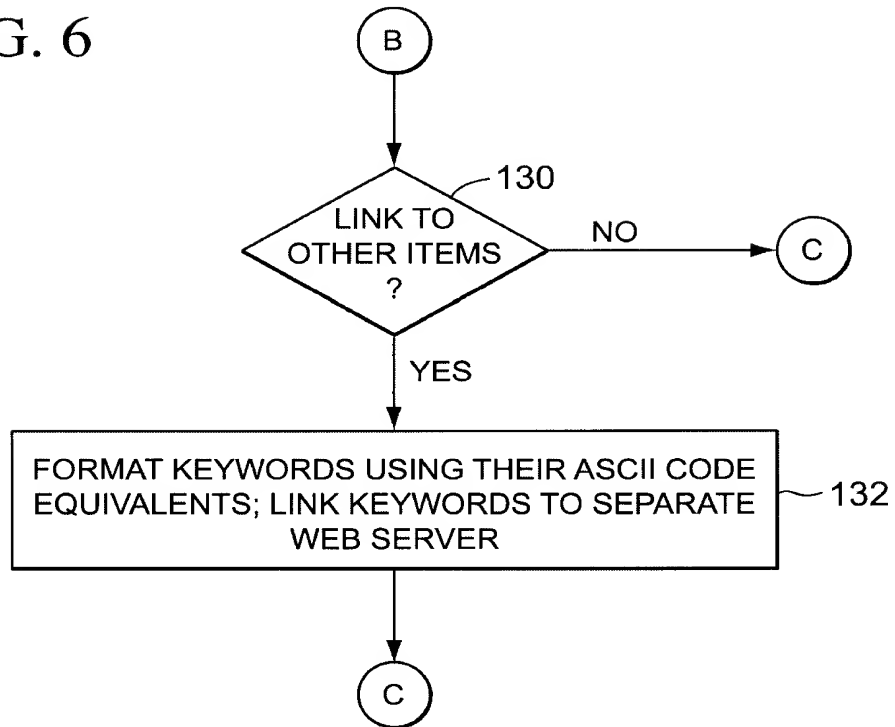 G. 6
B
130
LINK TO
OTHER ITEMS
?
NO
C
YES
FORMAT KEYWORDS USING THEIR ASCII CODE
EQUIVALENTS; LINK KEYWORDS TO SEPARATE
WEB SERVER
132
C